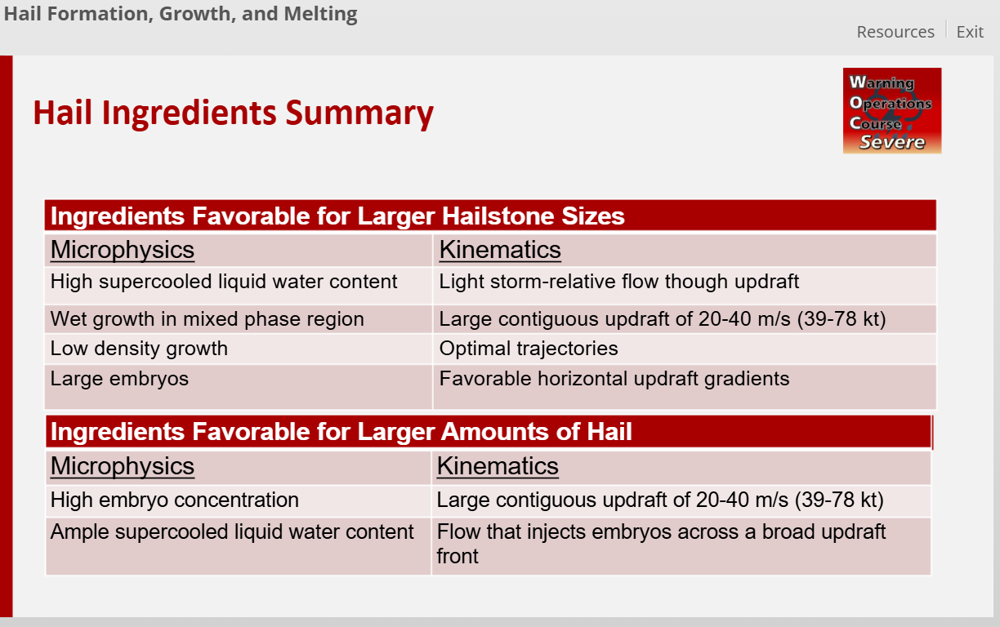 Hail Formation, Growth, and Melting
Resources
Exit
Hail Ingredients Summary
Warning
Operations
Course
Severe
Ingredients Favorable for Larger Hailstone Sizes
Microphysics
Kinematics
High supercooled liquid water content
Light storm-relative flow though updraft
Wet growth in mixed phase region
Large contiguous updraft of 20-40 m/s (39-78 kt)
Low density growth
Optimal trajectories
Large embryos
Favorable horizontal updraft gradients
Ingredients Favorable for Larger Amounts of Hail
Microphysics
Kinematics
High embryo concentration
Large contiguous updraft of 20-40 m/s (39-78 kt)
Ample supercooled liquid water content
Flow that injects embryos across a broad updraft
front